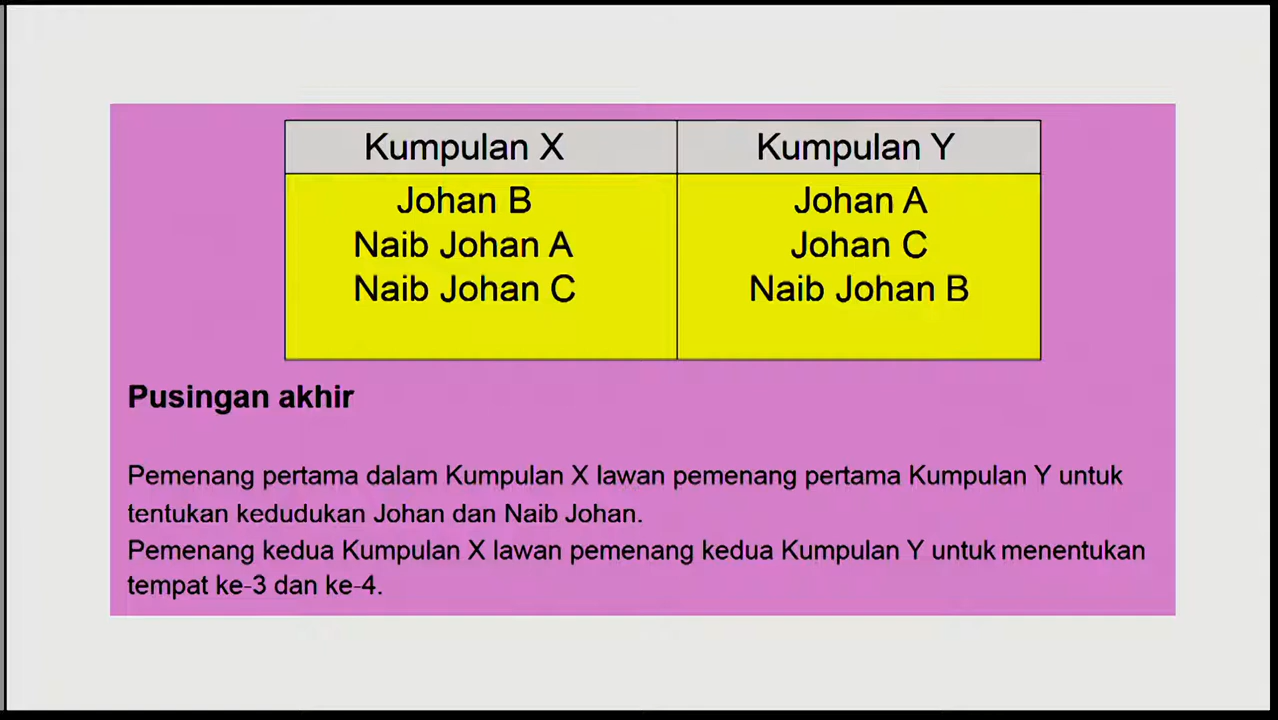 Kumpulan X Kumpulan Y
Johan B Johan A
Naib Johan A Johan C
Naib Johan C Naib Johan B
Pusingan akhir
Pemenang pertama dalam Kumpulan X lawan pemenang pertama Kumpulan Y untuk
tentukan kedudukan Johan dan Naib Johan.
Pemenang kedua Kumpulan X lawan pemenang kedua Kumpulan Y untuk menentukan
tempat ke-3 dan ke-4.